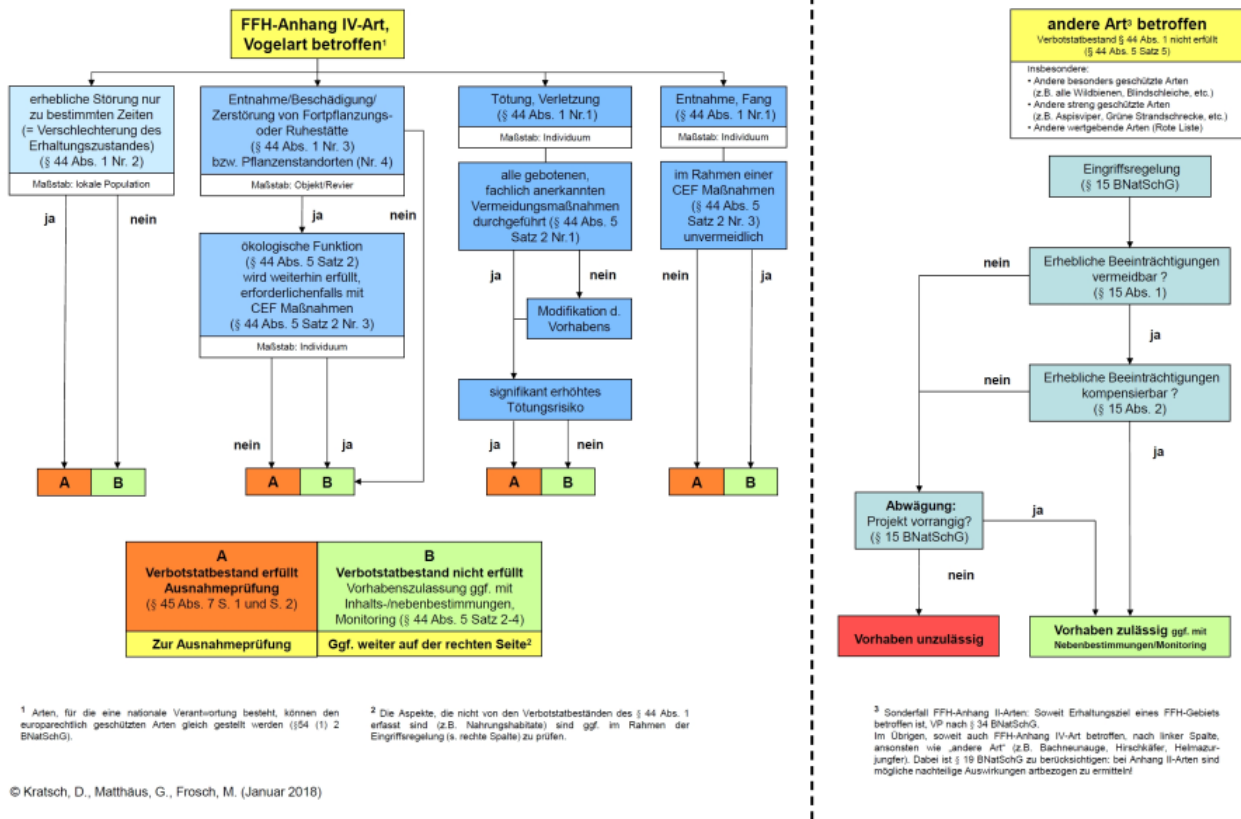 FFH-Anhang IV-Art,
Vogelart betroffen¹
erhebliche Störung nur
zu bestimmten Zeiten
(= Verschlechterung des
Erhaltungszustandes)
(§ 44 Abs. 1 Nr. 2)
Maßstab: lokale Population
ja
nein
Entnahme/Beschädigung/
Zerstörung von Fortpflanzungs-
oder Ruhestätte
(§ 44 Abs. 1 Nr. 3)
bzw. Pflanzenstandorten (Nr. 4)
Maßstab: Objekt/Revier
ja
nein
ökologische Funktion
(§ 44 Abs. 5 Satz 2)
wird weiterhin erfüllt,
erforderlichenfalls mit
CEF Maßnahmen
(§ 44 Abs. 5 Satz 2 Nr. 3)
Maßstab: Individuum
nein
ja
Tötung, Verletzung
(§ 44 Abs. 1 Nr.1)
Maßstab: Individuum
alle gebotenen,
fachlich anerkannten
Vermeidungsmaßnahmen
durchgeführt (§ 44 Abs. 5
Satz 2 Nr.1)
ja
nein
Modifikation d.
Vorhabens
signifikant erhöhtes
Tötungsrisiko
ja
nein
Entnahme, Fang
(§ 44 Abs. 1 Nr.1)
Maßstab: Individuum
im Rahmen einer
CEF Maßnahmen
(§ 44 Abs. 5
Satz 2 Nr. 3)
unvermeidlich
nein
ja
A B
A B
A B
A B
A
Verbotstatbestand erfüllt
Ausnahmeprüfung
(§ 45 Abs. 7 S. 1 und S. 2)
Zur Ausnahmeprüfung
B
Verbotstatbestand nicht erfüllt
Vorhabenszulassung ggf. mit
Inhalts-/nebenbestimmungen,
Monitoring (§ 44 Abs. 5 Satz 2-4)
Ggf. weiter auf der rechten Seite²
¹ Arten, für die eine nationale Verantwortung besteht, können den
europarechtlich geschützten Arten gleich gestellt werden (§54 (1) 2
BNatSchG).
² Die Aspekte, die nicht von den Verbotstatbeständen des § 44 Abs. 1
erfasst sind (z.B. Nahrungshabitate) sind ggf. im Rahmen der
Eingriffsregelung (s. rechte Spalte) zu prüfen.
© Kratsch, D., Matthäus, G., Frosch, M. (Januar 2018)
andere Art³ betroffen
Verbotstatbestand § 44 Abs. 1 nicht erfüllt
(§ 44 Abs. 5 Satz 5)
Insbesondere:
• Andere besonders geschützte Arten
(z.B. alle Wildbienen, Blindschleiche, etc.)
• Andere streng geschützte Arten
(z.B. Aspisviper, Grüne Strandschrecke, etc.)
• Andere wertgebende Arten (Rote Liste)
Eingriffsregelung
(§ 15 BNatSchG)
nein
Erhebliche Beeinträchtigungen
vermeidbar ?
(§ 15 Abs. 1)
ja
nein
Erhebliche Beeinträchtigungen
kompensierbar ?
(§ 15 Abs. 2)
ja
Abwägung:
Projekt vorrangig?
(§ 15 BNatSchG)
ja
nein
Vorhaben unzulässig
Vorhaben zulässig ggf. mit
Nebenbestimmungen/Monitoring
³ Sonderfall FFH-Anhang II-Arten: Soweit Erhaltungsziel eines FFH-Gebiets
betroffen ist, VP nach § 34 BNatSchG.
Im Übrigen, soweit auch FFH-Anhang IV-Art betroffen, nach linker Spalte,
ansonsten wie „andere Art“ (z.B. Bachneunauge, Hirschkäfer, Helmazur-
jungfer). Dabei ist § 19 BNatSchG zu berücksichtigen: bei Anhang II-Arten sind
mögliche nachteilige Auswirkungen artbezogen zu ermitteln!